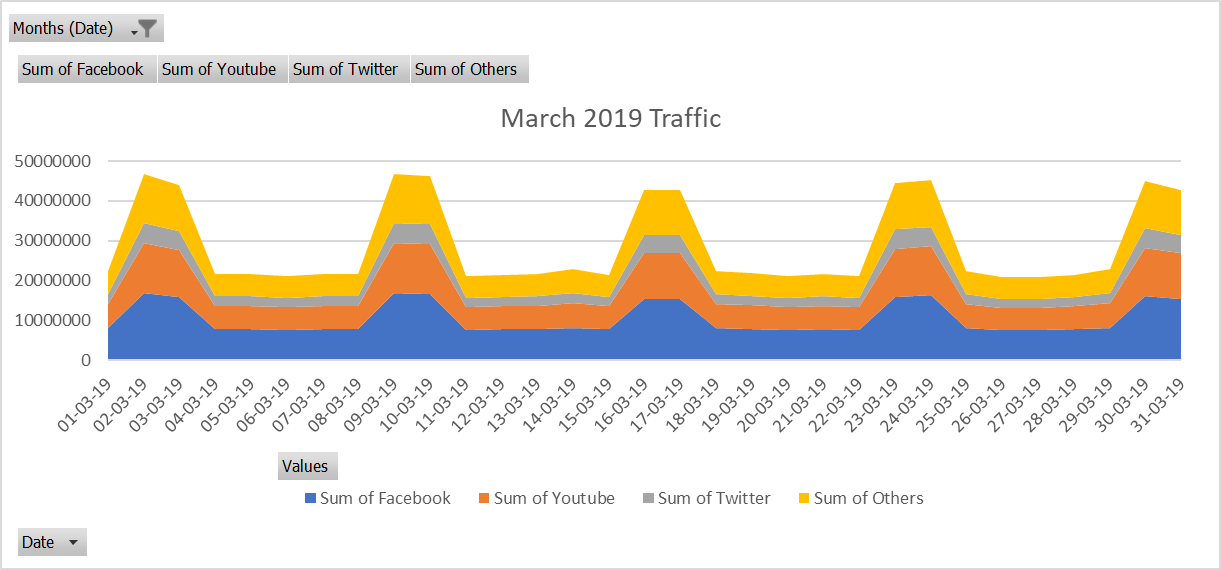 Months (Date)
Sum of Facebook Sum of Youtube Sum of Twitter Sum of Others
March 2019 Traffic
50000000
40000000
30000000
20000000
10000000
0
01-03-19 02-03-19 03-03-19 04-03-19 05-03-19 06-03-19 07-03-19 08-03-19 09-03-19 10-03-19 11-03-19 12-03-19 13-03-19 14-03-19 15-03-19 16-03-19 17-03-19 18-03-19 19-03-19 20-03-19 21-03-19 22-03-19 23-03-19 24-03-19 25-03-19 26-03-19 27-03-19 28-03-19 29-03-19 30-03-19 31-03-19
Values
Sum of Facebook Sum of Youtube Sum of Twitter Sum of Others
Date